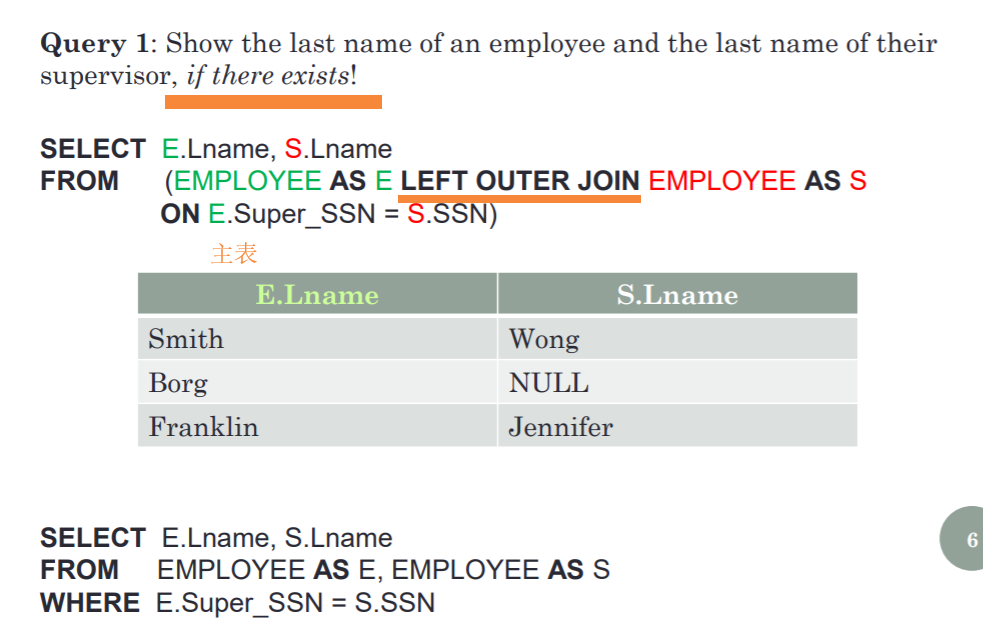 Query 1: Show the last name of an employee and the last name of their
supervisor, if there exists!
SELECT E.Lname, S.Lname
FROM (EMPLOYEE AS E LEFT OUTER JOIN EMPLOYEE AS S
ON E.Super_SSN = S.SSN)
主表
E.Lname S.Lname
Smith Wong
Borg NULL
Franklin Jennifer
SELECT E.Lname, S.Lname
6
FROM EMPLOYEE AS E, EMPLOYEE AS S
WHERE E.Super_SSN = S.SSN